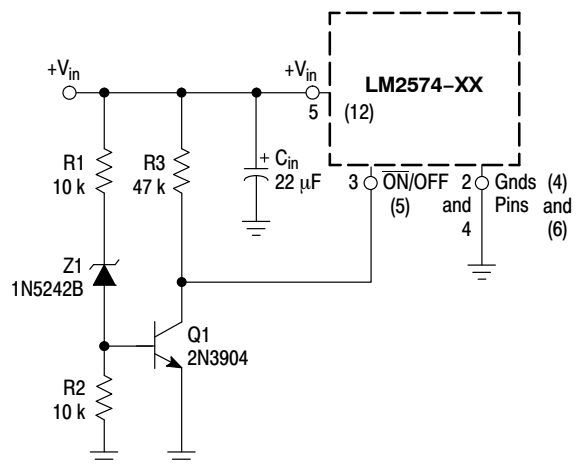 +Vin
+Vin
LM2574–XX
5
(12)
R1
10 k
R3
47 k
+ Cin
22 μF
3
ON/OFF
(5)
2
and
4
Gnds
Pins
(4)
and
(6)
Z1
1N5242B
Q1
2N3904
R2
10 k